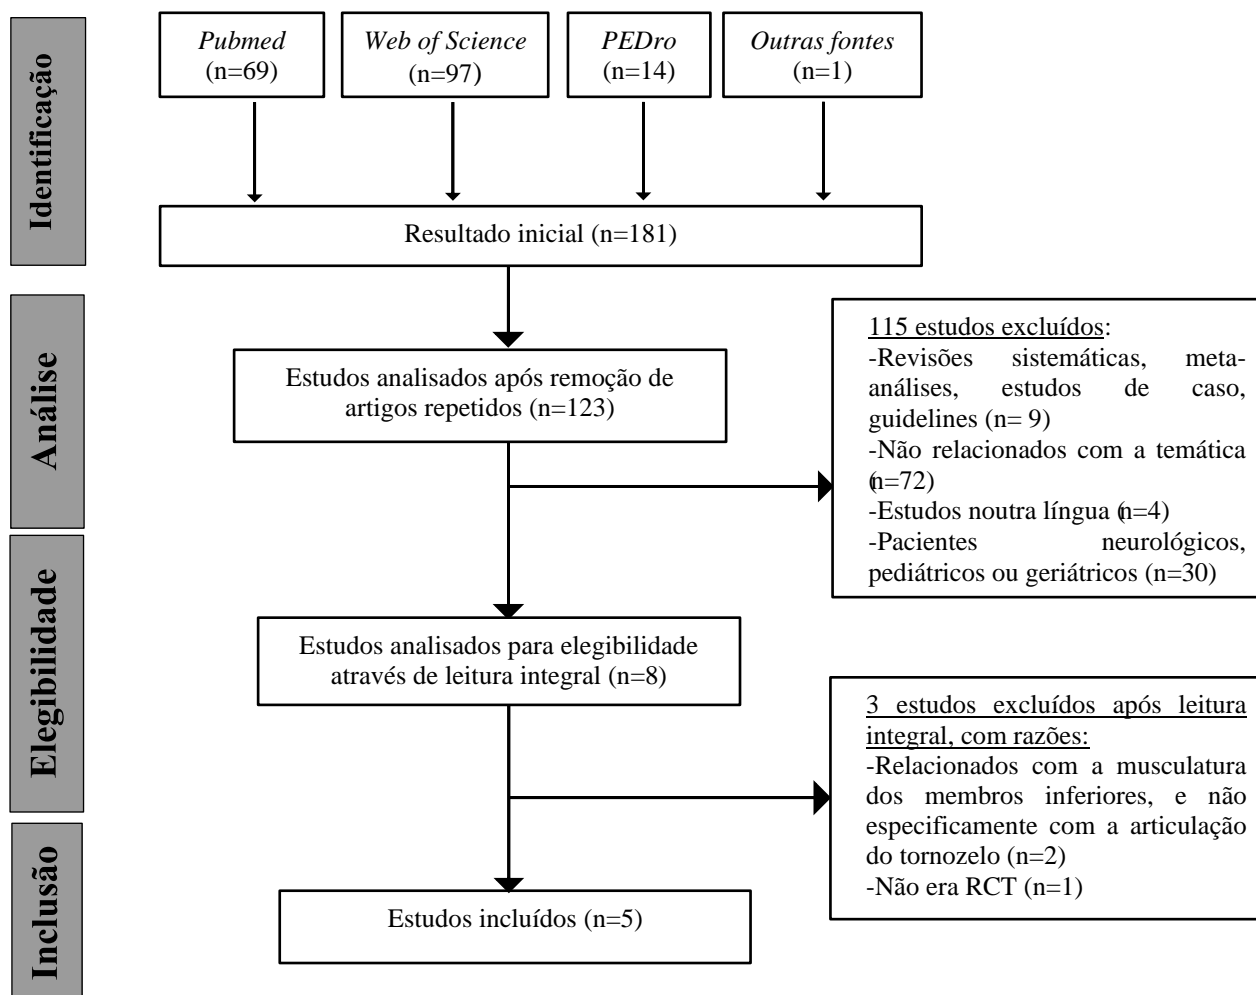 Identificação
Pubmed
(n=69)
Web of Science
(n=97)
PEDro
(n=14)
Outras fontes
(n=1)
Resultado inicial (n=181)
Análise
Estudos analisados após remoção de
artigos repetidos (n=123)
115 estudos excluídos:
-Revisões sistemáticas, meta-
análises, estudos de caso,
guidelines (n= 9)
-Não relacionados com a temática
(n=72)
-Estudos noutra língua (n=4)
-Pacientes neurológicos,
pediátricos ou geriátricos (n=30)
Elegibilidade
Estudos analisados para elegibilidade
através de leitura integral (n=8)
3 estudos excluídos após leitura
integral, com razões:
-Relacionados com a musculatura
dos membros inferiores, e não
especificamente com a articulação
do tornozelo (n=2)
-Não era RCT (n=1)
Inclusão
Estudos incluídos (n=5)